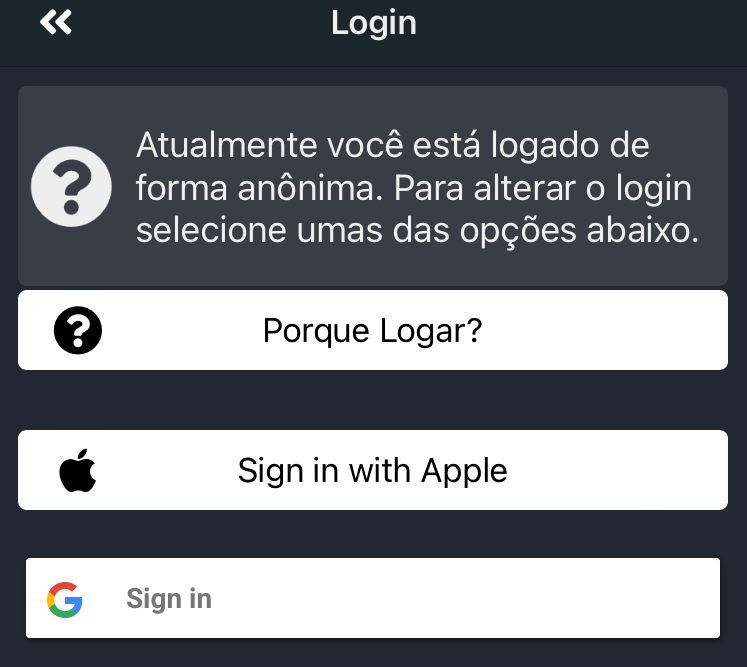 Login
Atualmente você está logado de
forma anônima. Para alterar o login
selecione umas das opções abaixo.
Porque Logar?
Sign in with Apple
Sign in